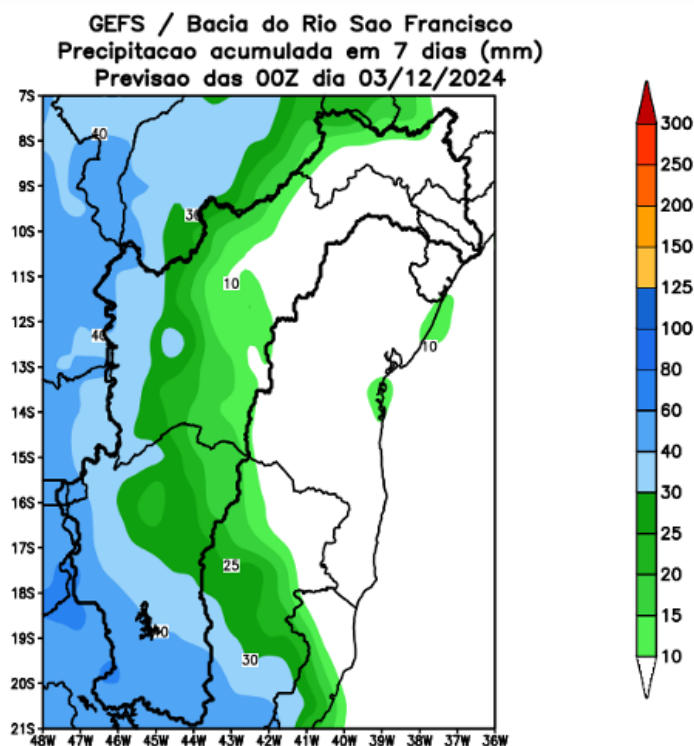 GEFS / Bacia do Rio Sao Francisco
Precipitacao acumulada em 7 dias (mm)
Previsao das 00Z dia 03/12/2024
7S
8S
9S
10S
11S
12S
13S
14S
15S
16S
17S
18S
19S
20S
21S
48W 47W 46W 45W 44W 43W 42W 41W 40W 39W 38W 37W 36W
40
30
10
40
10
25
30
300
250
200
150
125
100
80
60
40
30
25
20
15
10